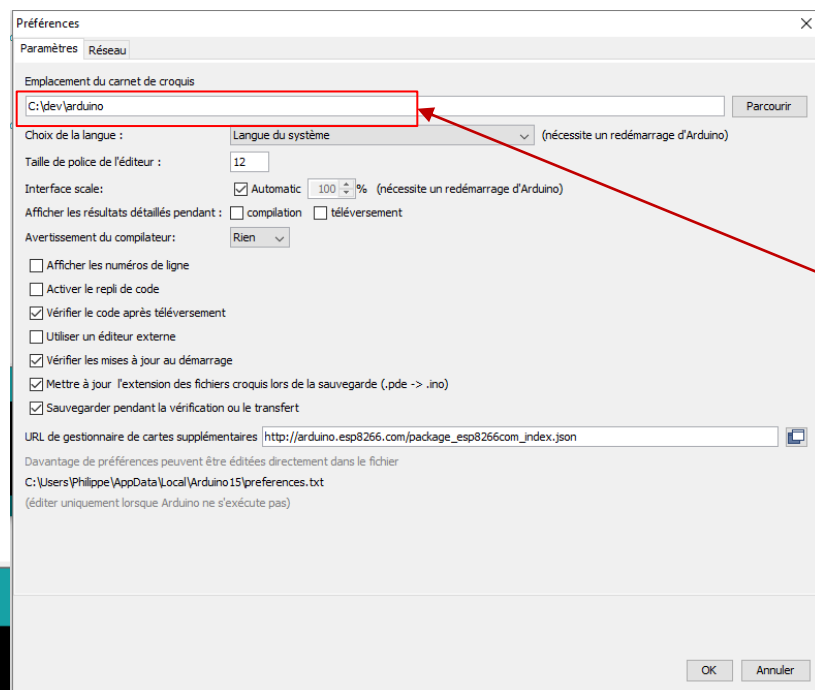 Préférences
Paramètres Réseau
Emplacement du carnet de croquis
C:\dev\arduino Parcourir
Choix de la langue : Langue du système (nécessite un redémarrage d'Arduino)
Taille de police de l'éditeur : 12
Interface scale: Automatic 100 % (nécessite un redémarrage d'Arduino)
Afficher les résultats détaillés pendant : compilation téléversement
Avertissement du compilateur: Rien
Afficher les numéros de ligne
Activer le repli de code
Vérifier le code après téléversement
Utiliser un éditeur externe
Vérifier les mises à jour au démarrage
Mettre à jour l'extension des fichiers croquis lors de la sauvegarde (.pde -> .ino)
Sauvegarder pendant la vérification ou le transfert
URL de gestionnaire de cartes supplémentaires http://arduino.esp8266.com/package_esp8266com_index.json
Davantage de préférences peuvent être éditées directement dans le fichier
C:\Users\Philippe\AppData\Local\Arduino15\preferences.txt
(éditer uniquement lorsque Arduino ne s'exécute pas)
OK Annuler